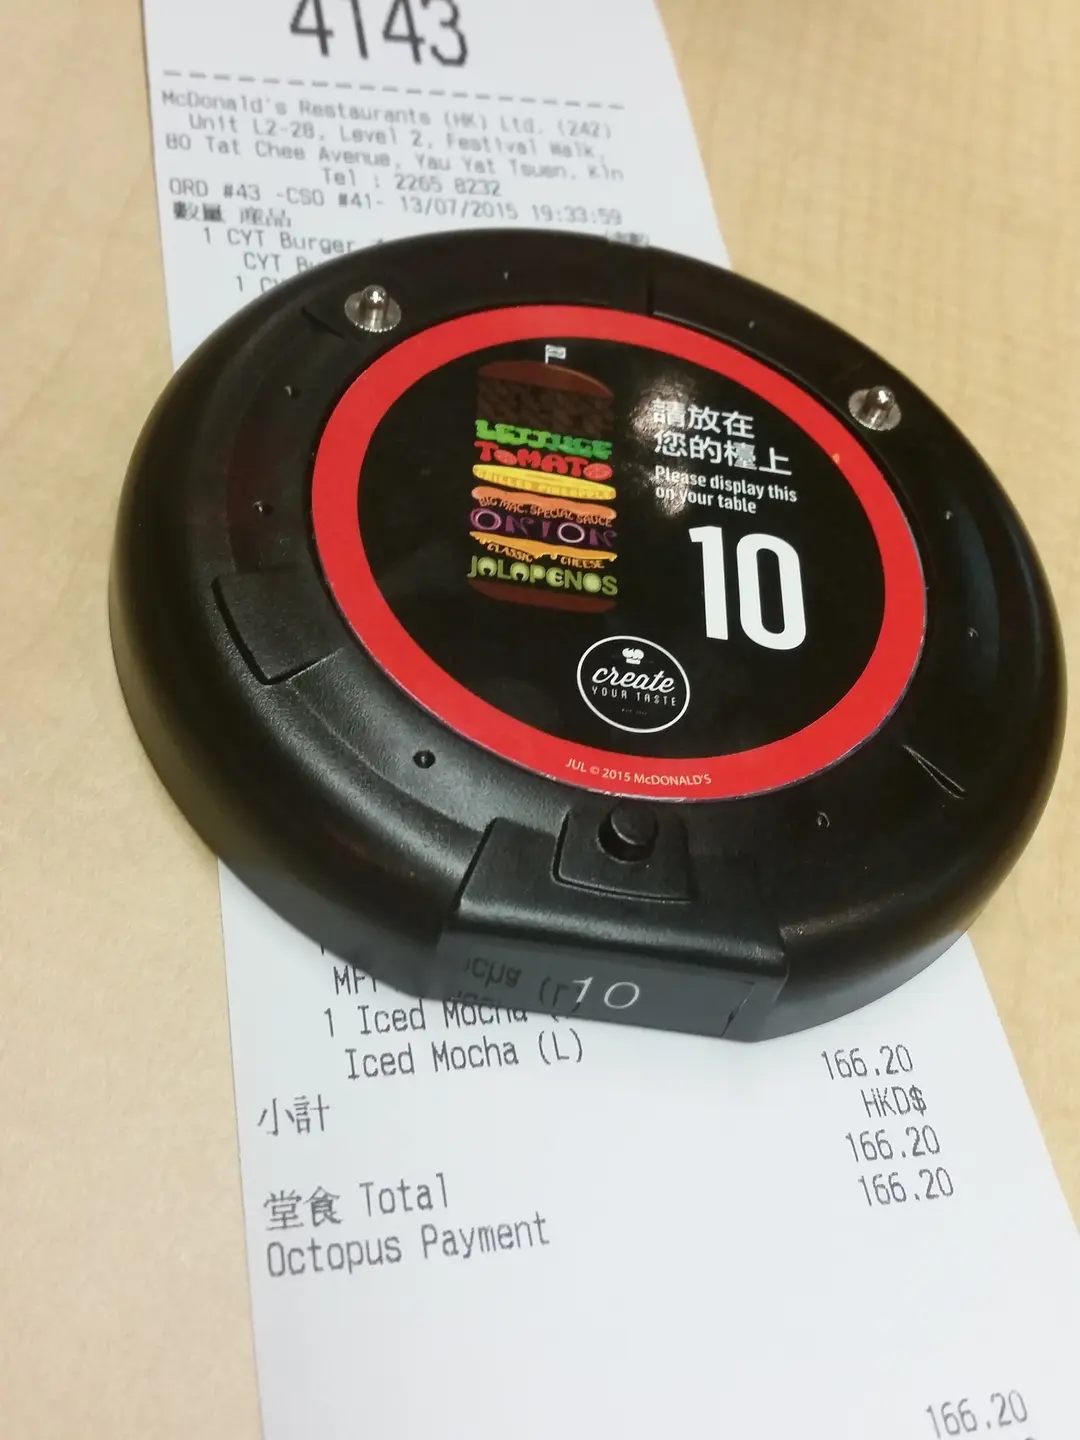 4143
McDonald's Restaurants (HK) Ltd. (242)
Unit L2-28, Level 2, Festival Walk,
80 Tat Chee Avenue, Yau Yat Tsuen, Kln
Tel : 2265 8232
ORD #43 -CSO #41- 13/07/2015 19:33:59
數量 產品
1 CYT Burger
CYT
1
LETTUCE
TOMATO
GRILLED PINEAPPLE
BIG MAC. SPECIAL SAUCE
ONION
CLASSIC CHEESE
JALAPENOS
請放在
您的檯上
Please display this
on your table
10
create
YOUR TASTE
JUL © 2015 McDONALD'S
10
1 Iced Mocha
Iced Mocha (L)
166.20
小計
HKD$
166.20
堂食 Total
166.20
Octopus Payment
166.20